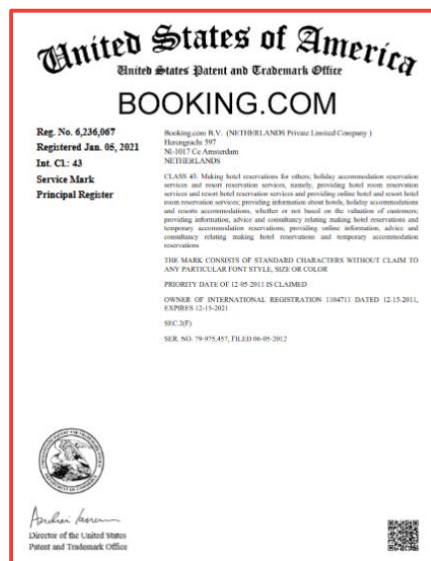 United States of America
United States Patent and Trademark Office
BOOKING.COM
Reg. No. 6,236,067
Registered Jan. 05, 2021
Int. Cl.: 43
Service Mark
Principal Register
Booking.com B.V. (NETHERLANDS Private Limited Company )
Herengracht 597
Nl-1017 Ce Amsterdam
NETHERLANDS
CLASS 43: Making hotel reservations for others; holiday accommodation reservation
services and resort reservation services, namely, providing hotel room reservation
services and resort hotel reservation services and providing online hotel and resort hotel
room reservation services; providing information about hotels, holiday accommodations
and resorts accommodations, whether or not based on the valuation of customers;
providing information, advice and consultancy relating making hotel reservations and
temporary accommodation reservations; providing online information, advice and
consultancy relating making hotel reservations and temporary accommodation
reservations
THE MARK CONSISTS OF STANDARD CHARACTERS WITHOUT CLAIM TO
ANY PARTICULAR FONT STYLE, SIZE OR COLOR
PRIORITY DATE OF 12-05-2011 IS CLAIMED
OWNER OF INTERNATIONAL REGISTRATION 1104711 DATED 12-15-2011,
EXPIRES 12-15-2021
SEC.2(F)
SER. NO. 79-975,457, FILED 06-05-2012
Director of the United States
Patent and Trademark Office